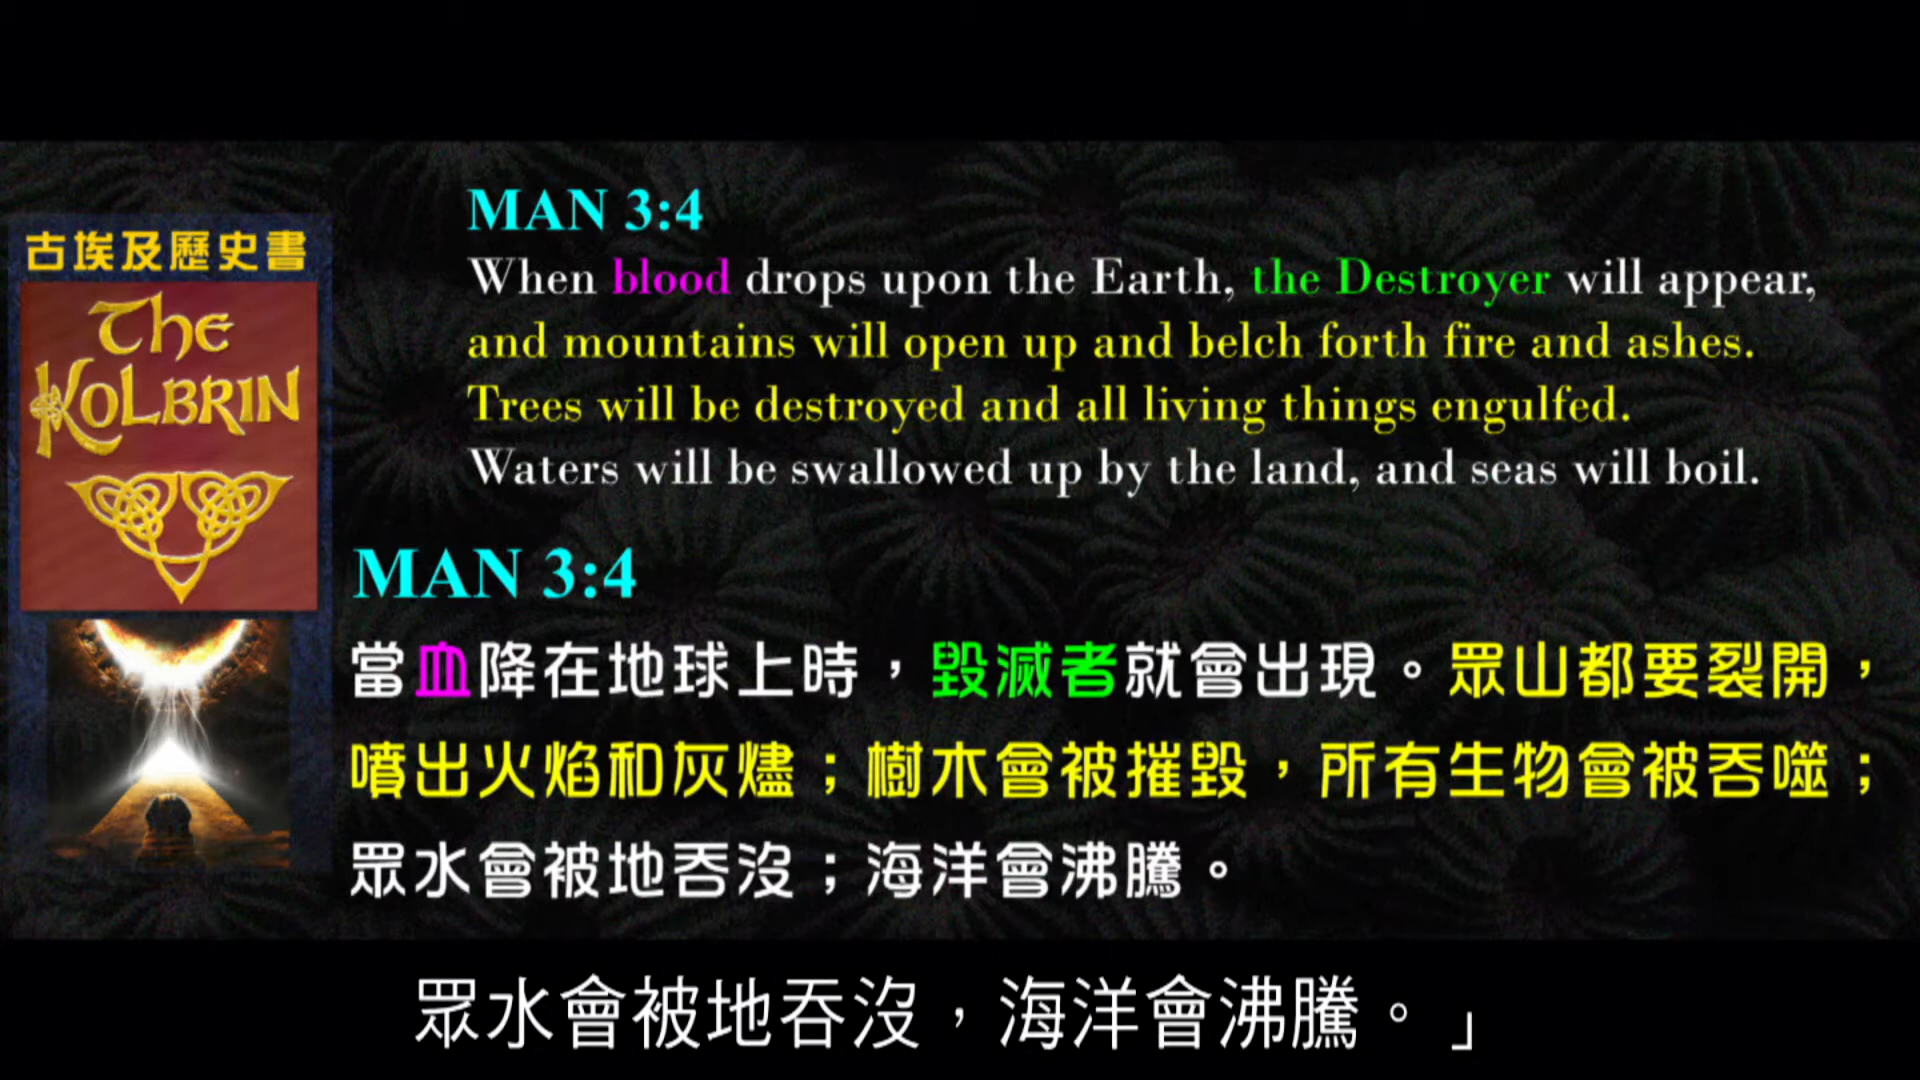 古埃及歷史書
The
KOLBRIN
MAN 3:4
When blood drops upon the Earth, the Destroyer will appear,
and mountains will open up and belch forth fire and ashes.
Trees will be destroyed and all living things engulfed.
Waters will be swallowed up by the land, and seas will boil.
MAN 3:4
當血降在地球上時，毀滅者就會出現。眾山都要裂開，
噴出火焰和灰燼；樹木會被摧毀，所有生物會被吞噬；
眾水會被地吞沒；海洋會沸騰。
眾水會被地吞沒，海洋會沸騰。」